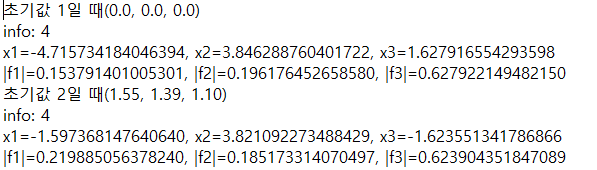 초기값 1일 때(0.0, 0.0, 0.0)
info: 4
x1=-4.715734184046394, x2=3.846288760401722, x3=1.627916554293598
|f1|=0.153791401005301, |f2|=0.196176452658580, |f3|=0.627922149482150
초기값 2일 때(1.55, 1.39, 1.10)
info: 4
x1=-1.597368147640640, x2=3.821092273488429, x3=-1.623551341786866
|f1|=0.219885056378240, |f2|=0.185173314070497, |f3|=0.623904351847089